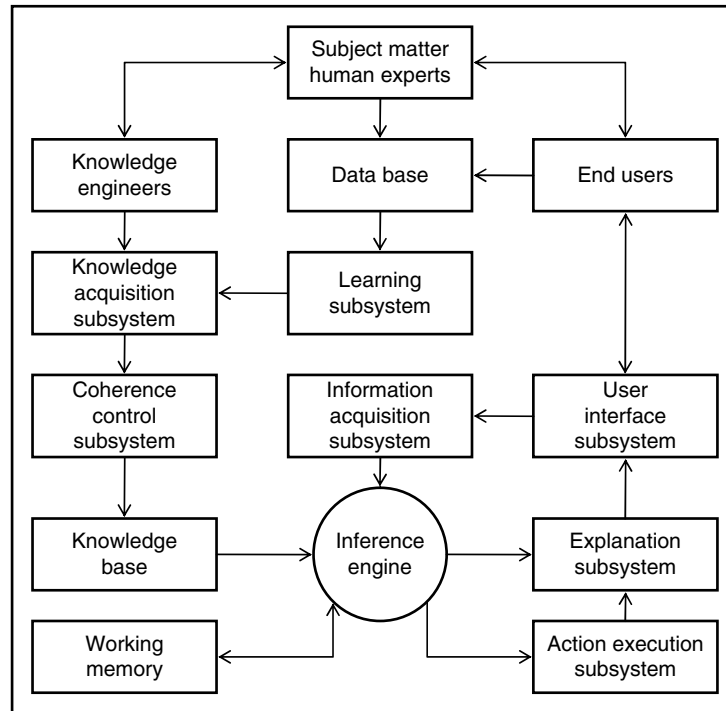 Subject matter
human experts
Knowledge
engineers
Data base
End users
Knowledge
acquisition
subsystem
Learning
subsystem
Coherence
control
subsystem
Information
acquisition
subsystem
User
interface
subsystem
Knowledge
base
Inference
engine
Explanation
subsystem
Working
memory
Action execution
subsystem